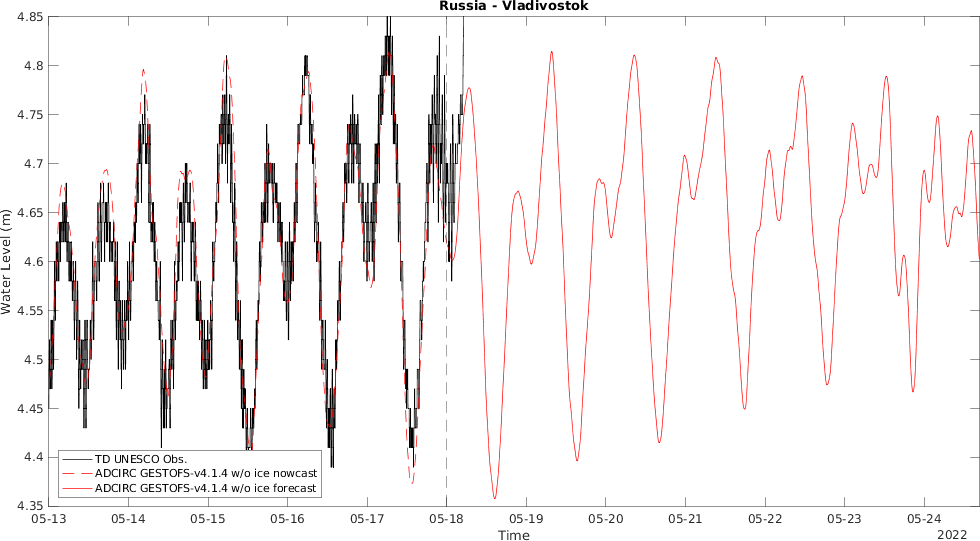 Russia - Vladivostok
4.85
4.8
4.75
4.7
4.65
4.6
4.55
4.5
4.45
4.4
4.35
Water Level (m)
TD UNESCO Obs.
ADCIRC GESTOFS-v4.1.4 w/o ice nowcast
ADCIRC GESTOFS-v4.1.4 w/o ice forecast
05-13 05-14 05-15 05-16 05-17 05-18 05-19 05-20 05-21 05-22 05-23 05-24
Time
2022